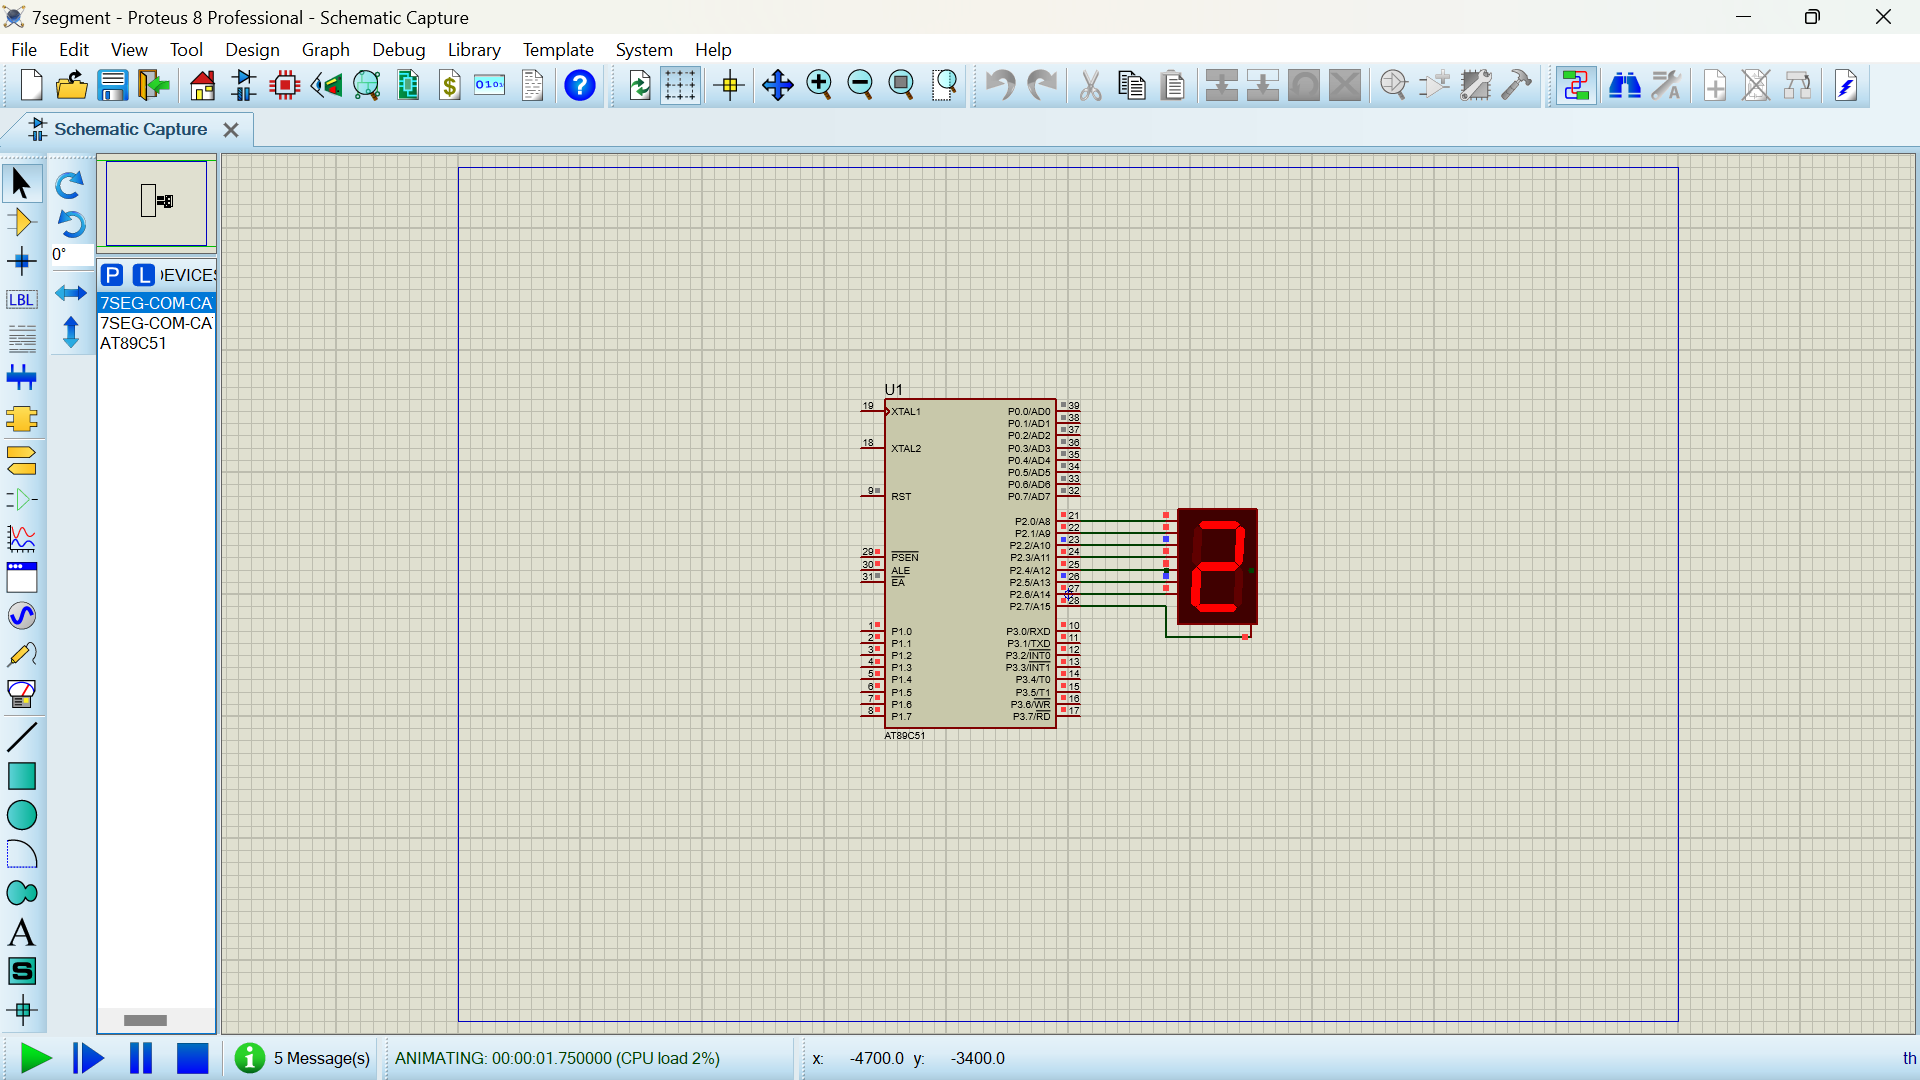 7segment - Proteus 8 Professional - Schematic Capture
File Edit View Tool Design Graph Debug Library Template System Help
Schematic Capture
0°
P L DEVICES
7SEG-COM-CA
7SEG-COM-CA
AT89C51
LBL
A
S
U1
19 XTAL1 P0.0/AD0 39
P0.1/AD1 38
P0.2/AD2 37
18 XTAL2 P0.3/AD3 36
P0.4/AD4 35
P0.5/AD5 34
P0.6/AD6 33
9 RST P0.7/AD7 32
P2.0/A8 21
P2.1/A9 22
P2.2/A10 23
29 PSEN P2.3/A11 24
30 ALE P2.4/A12 25
31 EA P2.5/A13 26
P2.6/A14 27
P2.7/A15 28
1 P1.0 P3.0/RXD 10
2 P1.1 P3.1/TXD 11
3 P1.2 P3.2/INT0 12
4 P1.3 P3.3/INT1 13
5 P1.4 P3.4/T0 14
6 P1.5 P3.5/T1 15
7 P1.6 P3.6/WR 16
8 P1.7 P3.7/RD 17
AT89C51
2
5 Message(s) ANIMATING: 00:00:01.750000 (CPU load 2%) x: -4700.0 y: -3400.0 th